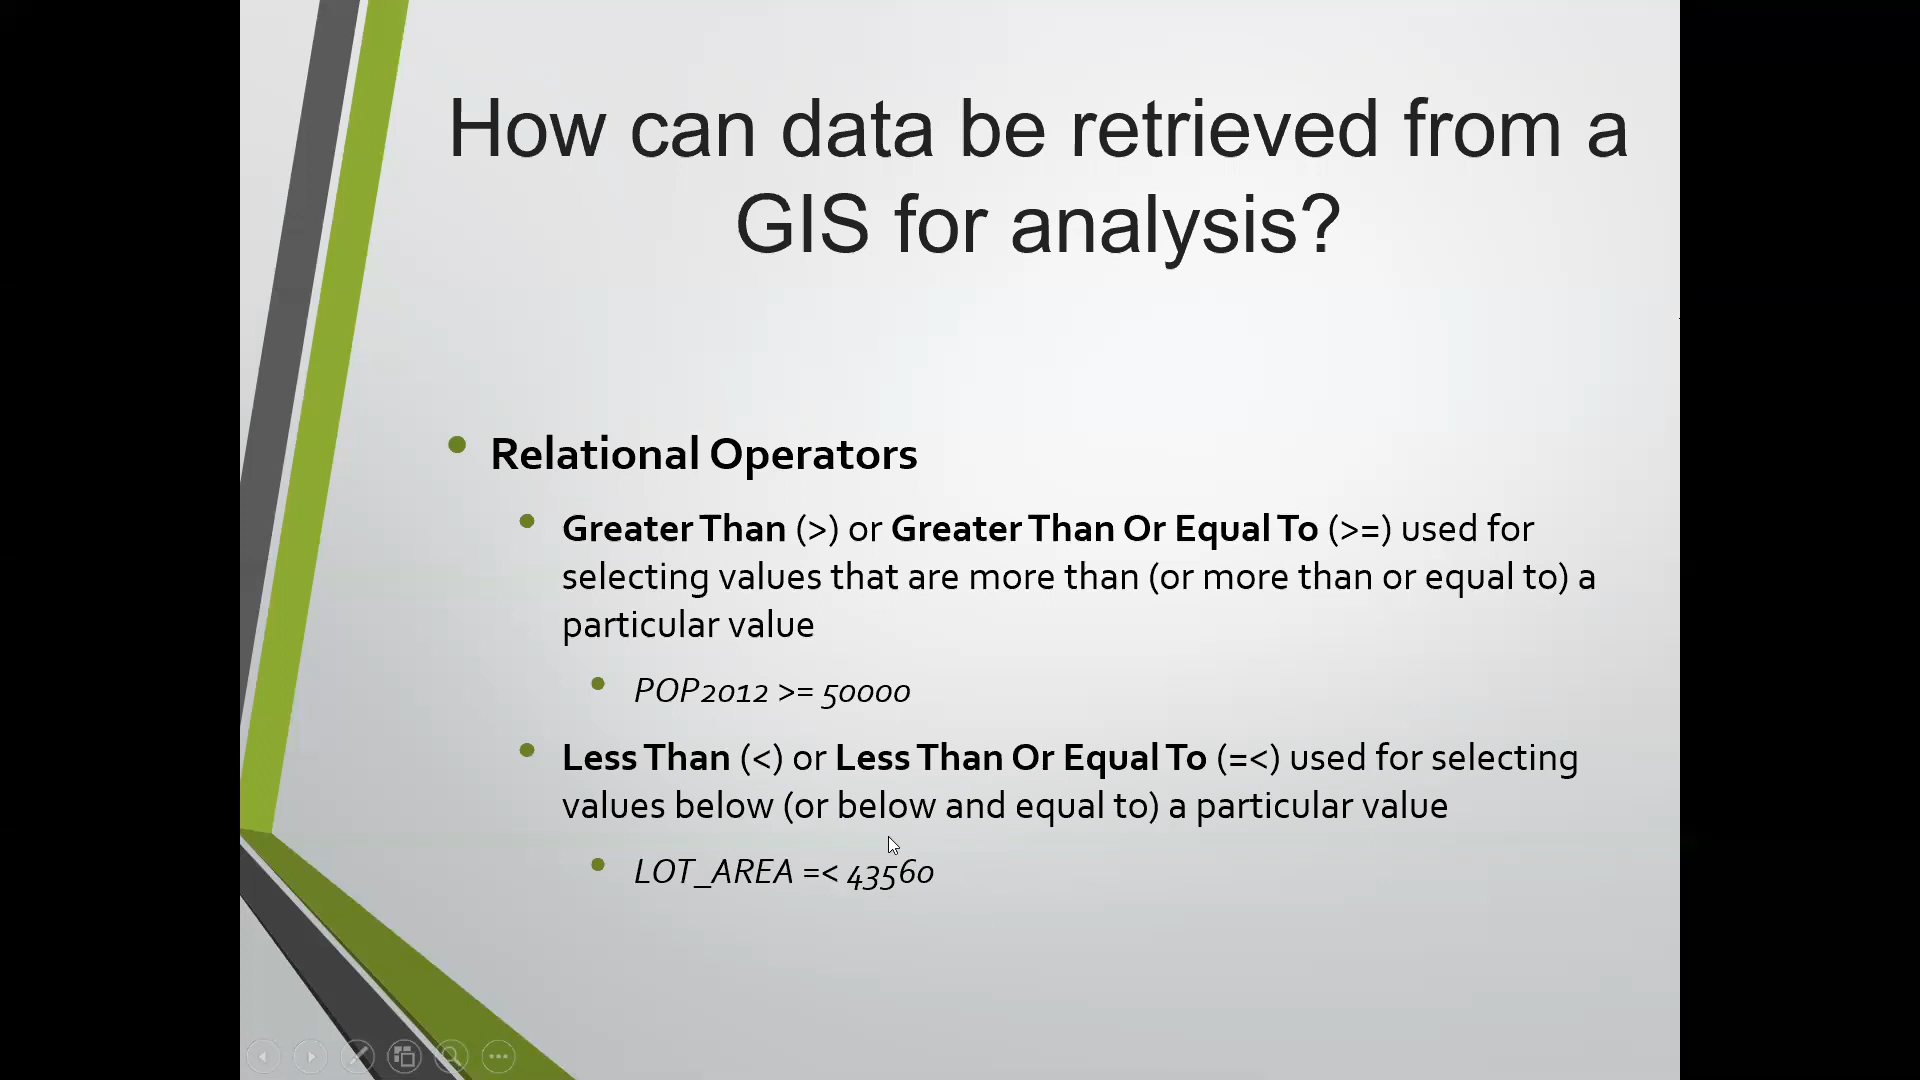 How can data be retrieved from a
GIS for analysis?
Relational Operators
Greater Than (>) or Greater Than Or Equal To (>=) used for
selecting values that are more than (or more than or equal to) a
particular value
POP2012 >= 50000
Less Than (<) or Less Than Or Equal To (=<) used for selecting
values below (or below and equal to) a particular value
LOT_AREA =< 43560